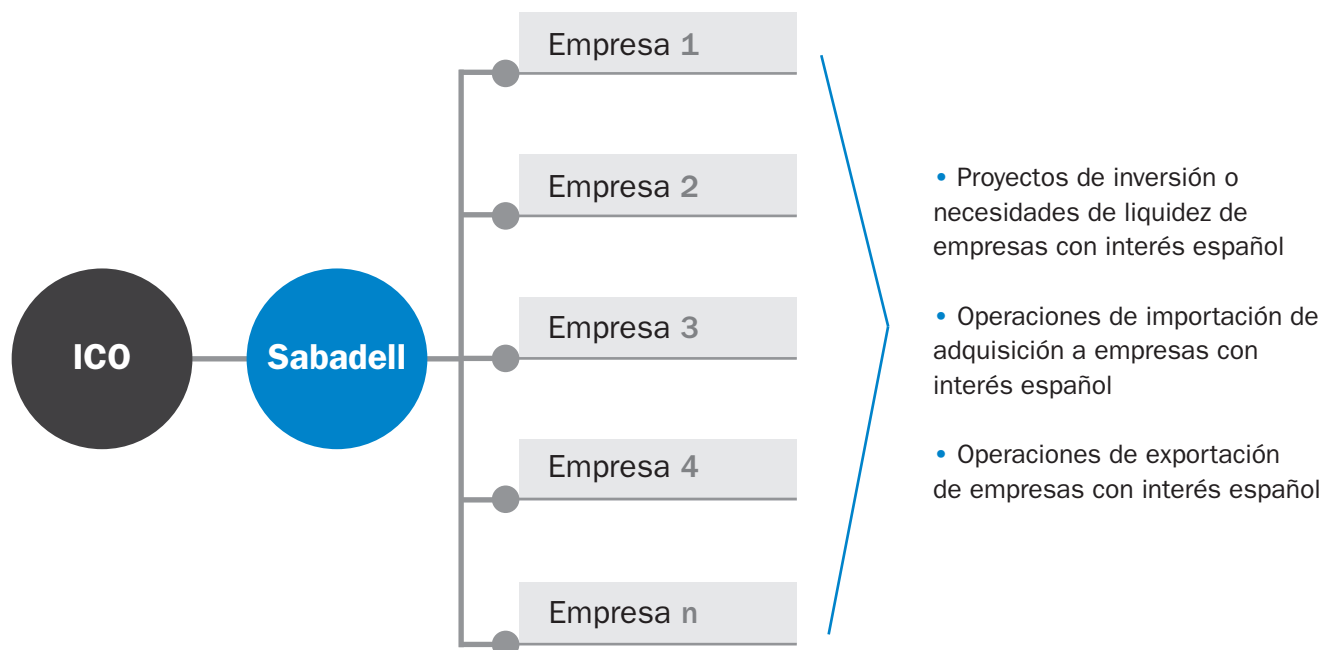 Empresa 1
Empresa 2
Empresa 3
Empresa 4
Empresa n
ICO
Sabadell
• Proyectos de inversión o
necesidades de liquidez de
empresas con interés español
• Operaciones de importación de
adquisición a empresas con
interés español
• Operaciones de exportación
de empresas con interés español